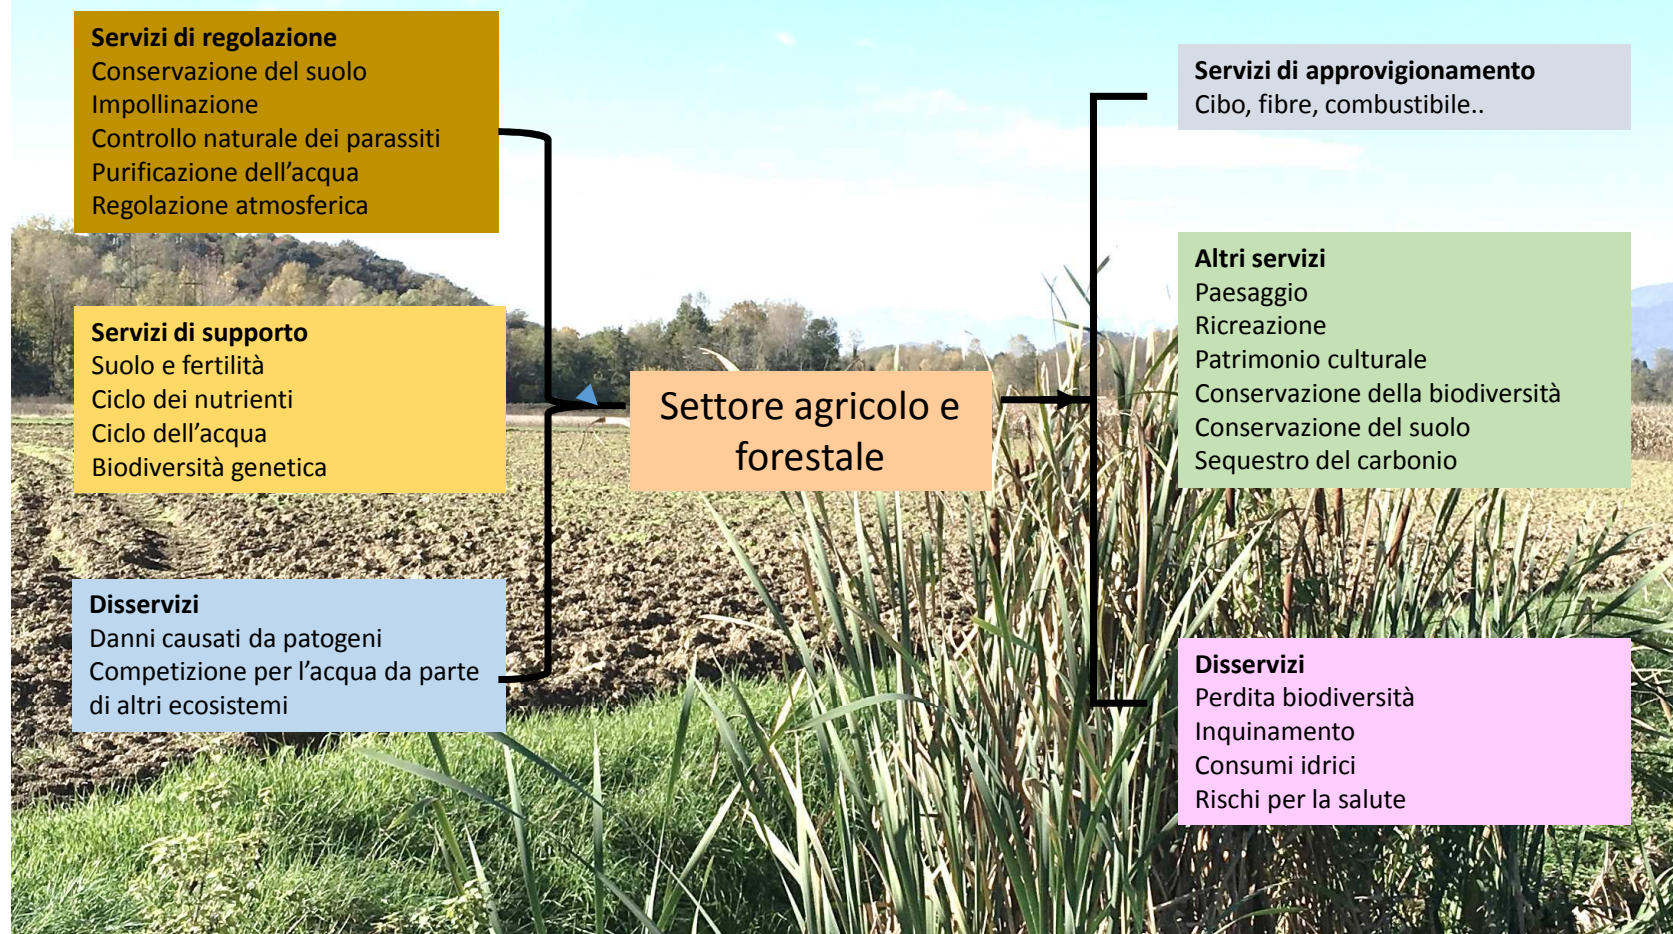 Servizi di regolazione
Conservazione del suolo
Impollinazione
Controllo naturale dei parassiti
Purificazione dell’acqua
Regolazione atmosferica
Servizi di supporto
Suolo e fertilità
Ciclo dei nutrienti
Ciclo dell’acqua
Biodiversità genetica
Disservizi
Danni causati da patogeni
Competizione per l’acqua da parte
di altri ecosistemi
Settore agricolo e
forestale
Servizi di approvigionamento
Cibo, fibre, combustibile..
Altri servizi
Paesaggio
Ricreazione
Patrimonio culturale
Conservazione della biodiversità
Conservazione del suolo
Sequestro del carbonio
Disservizi
Perdita biodiversità
Inquinamento
Consumi idrici
Rischi per la salute